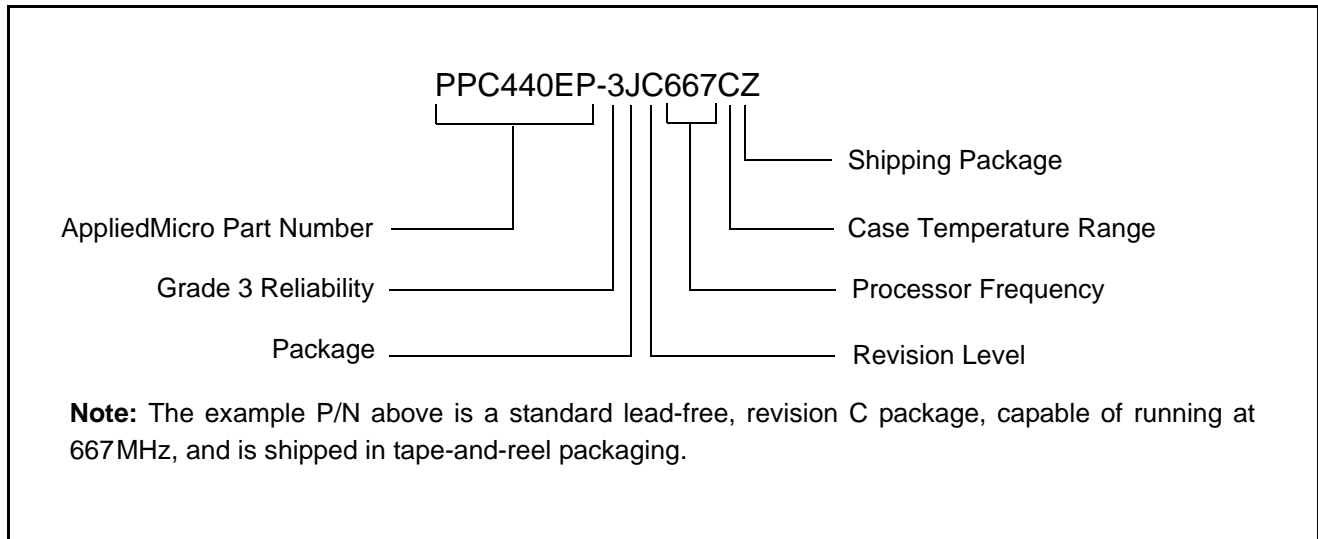 PPC440EP-3JC667CZ
Shipping Package
AppliedMicro Part Number
Case Temperature Range
Grade 3 Reliability
Processor Frequency
Package
Revision Level
Note: The example P/N above is a standard lead-free, revision C package, capable of running at
667MHz, and is shipped in tape-and-reel packaging.